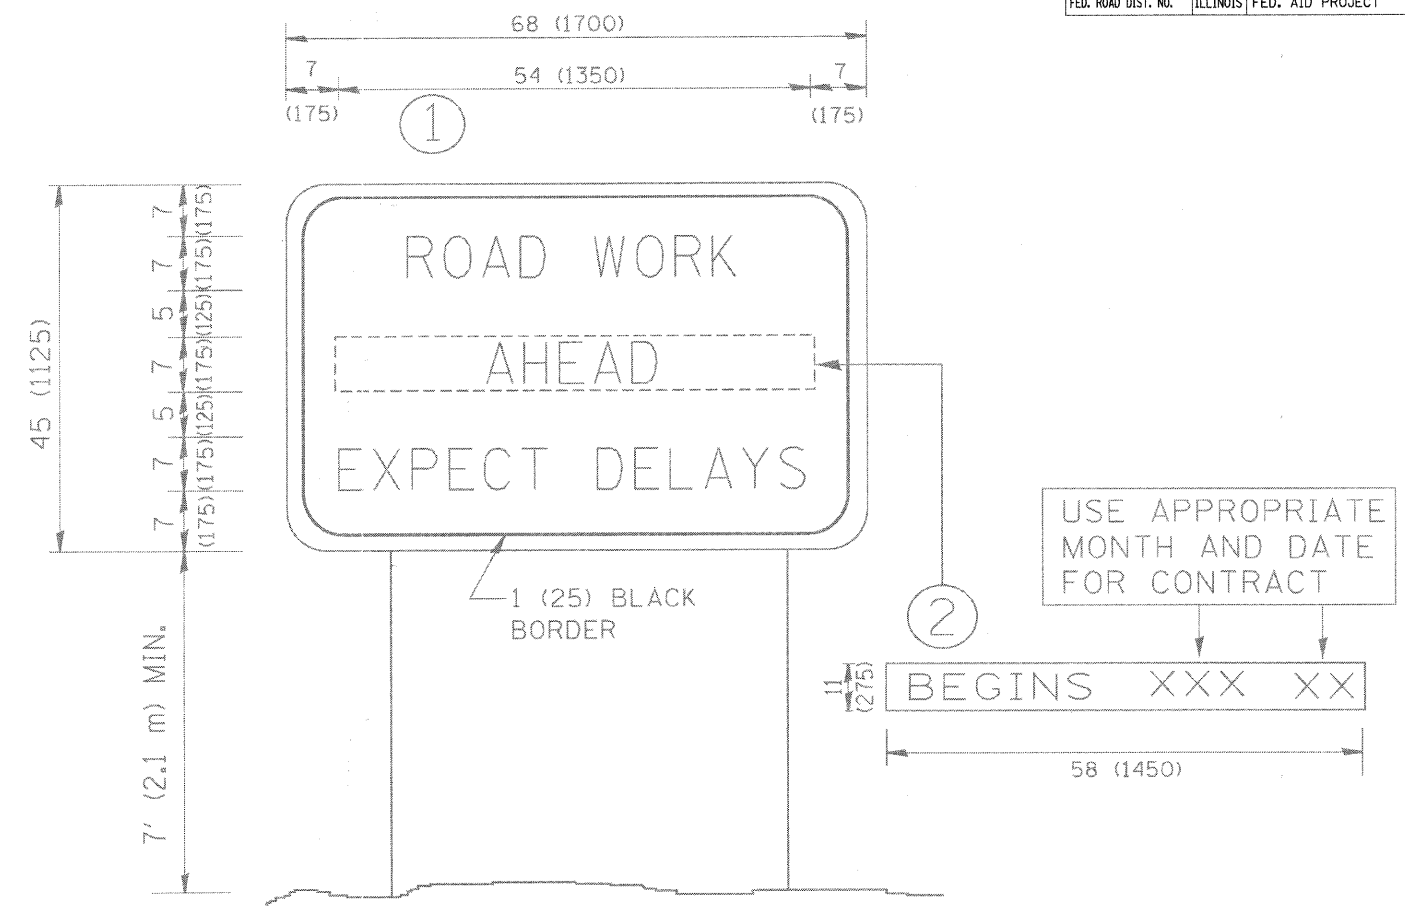 FED. ROAD DIST. NO. ILLINOIS FED. AID PROJECT
68 (1700)
7 54 (1350) 7
(175) (175)
1
7 (175)
7 (175)
5 (125)
7 (175)
5 (125)
7 (175)
7 (175)
45 (1125)
ROAD WORK
AHEAD
EXPECT DELAYS
1 (25) BLACK
BORDER
7' (2.1 m) MIN.
USE APPROPRIATE
MONTH AND DATE
FOR CONTRACT
2
11
(275)
BEGINS XXX XX
58 (1450)